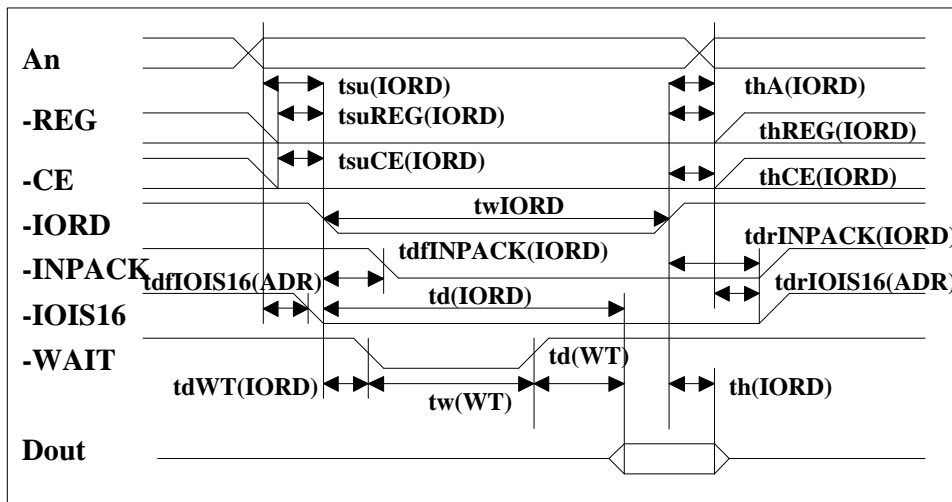 An
tsu(IORD)
thA(IORD)
-REG
tsuREG(IORD)
thREG(IORD)
-CE
tsuCE(IORD)
thCE(IORD)
-IORD
twIORD
tdfINPACK(IORD)
tdrINPACK(IORD)
-INPACK
tdfIOIS16(ADR)
td(IORD)
tdrIOIS16(ADR)
-IOIS16
-WAIT
td(WT)
tdWT(IORD)
tw(WT)
th(IORD)
Dout